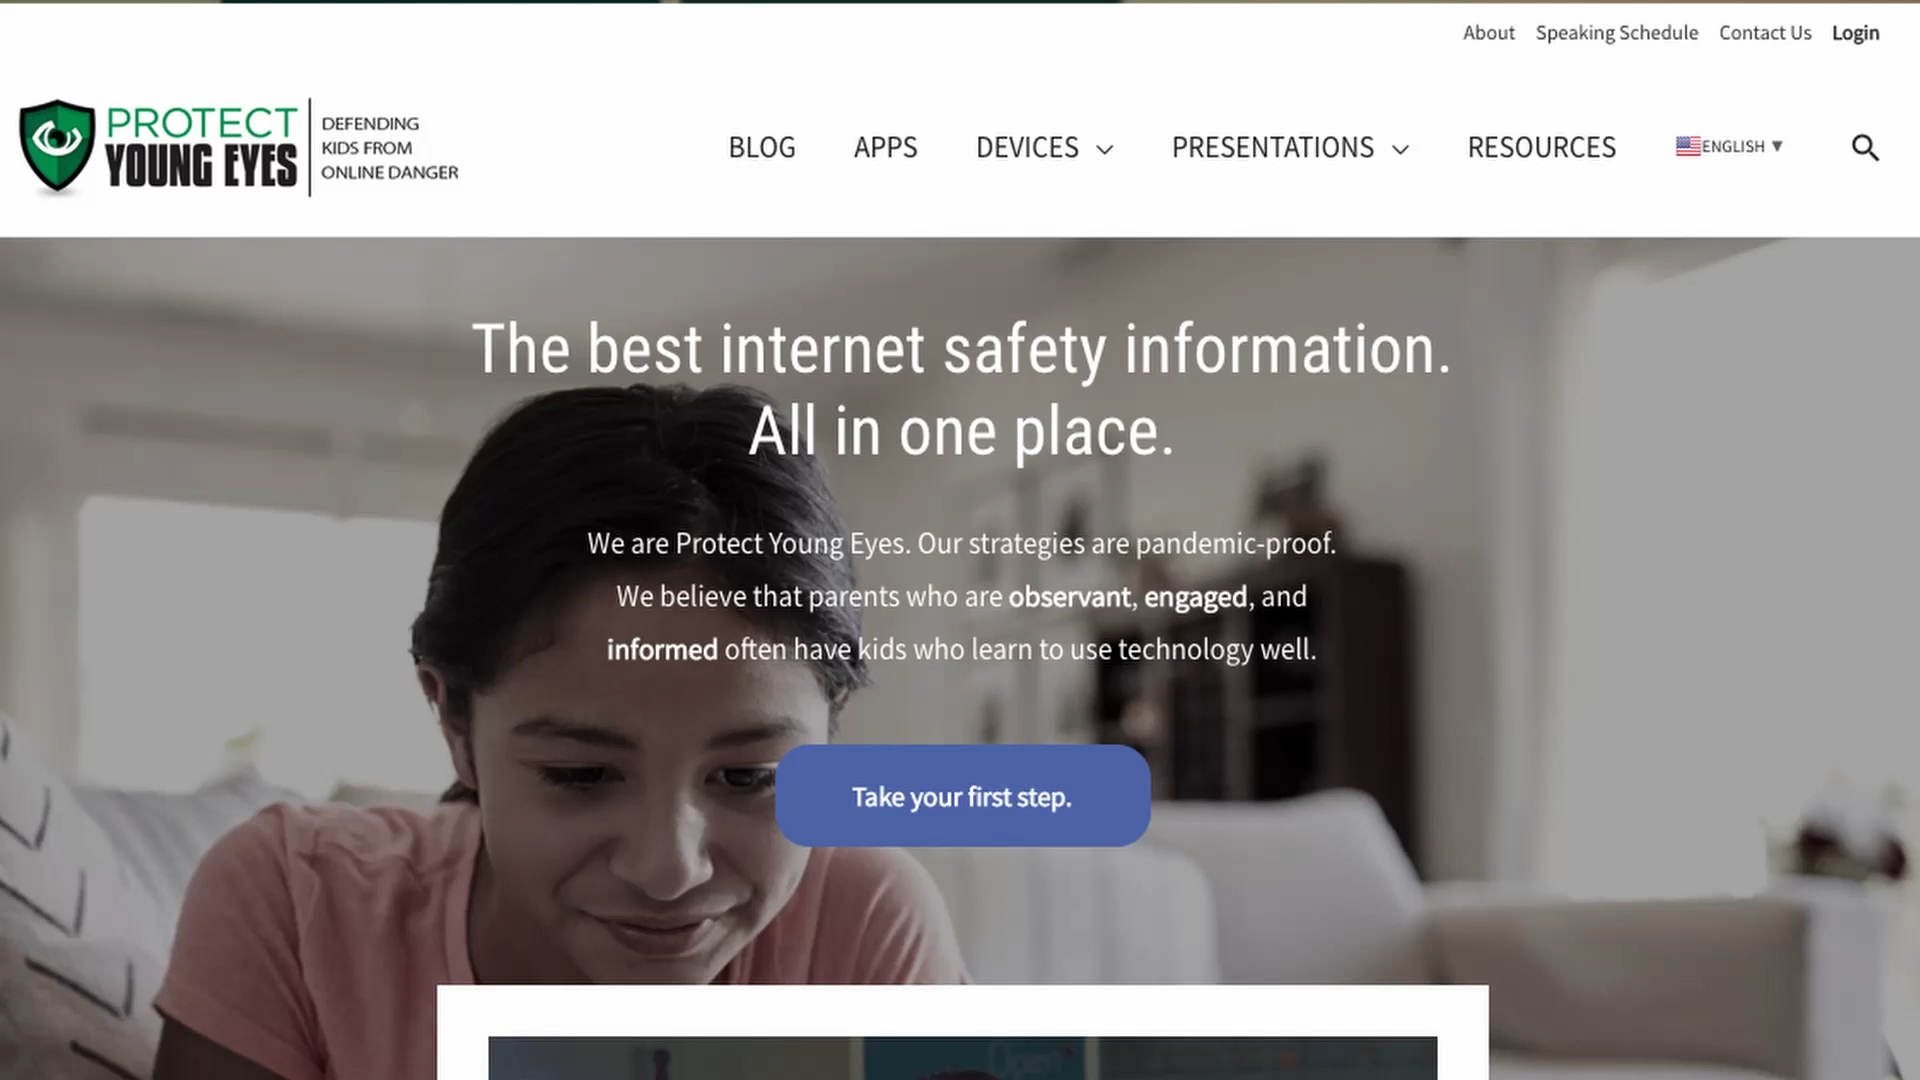 About Speaking Schedule Contact Us Login
PROTECT
YOUNG EYES
DEFENDING
KIDS FROM
ONLINE DANGER
BLOG APPS DEVICES PRESENTATIONS RESOURCES ENGLISH ▼
The best internet safety information.
All in one place.
We are Protect Young Eyes. Our strategies are pandemic-proof.
We believe that parents who are observant, engaged, and
informed often have kids who learn to use technology well.
Take your first step.
Open